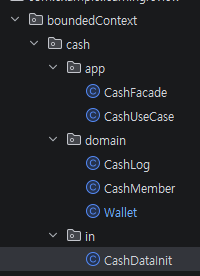 boundedContext
cash
app
CashFacade
CashUseCase
domain
CashLog
CashMember
Wallet
in
CashDataInit